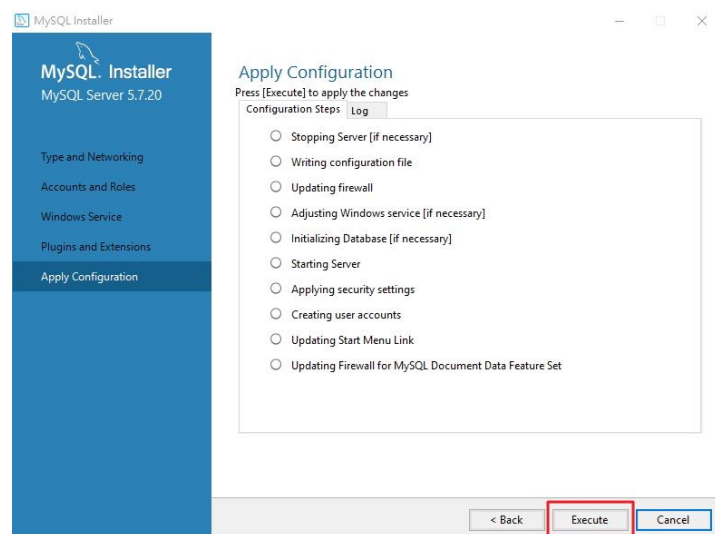 MySQL Installer
MySQL. Installer
MySQL Server 5.7.20
Type and Networking
Accounts and Roles
Windows Service
Plugins and Extensions
Apply Configuration
Apply Configuration
Press [Execute] to apply the changes
Configuration Steps Log
Stopping Server [if necessary]
Writing configuration file
Updating firewall
Adjusting Windows service [if necessary]
Initializing Database [if necessary]
Starting Server
Applying security settings
Creating user accounts
Updating Start Menu Link
Updating Firewall for MySQL Document Data Feature Set
< Back Execute Cancel